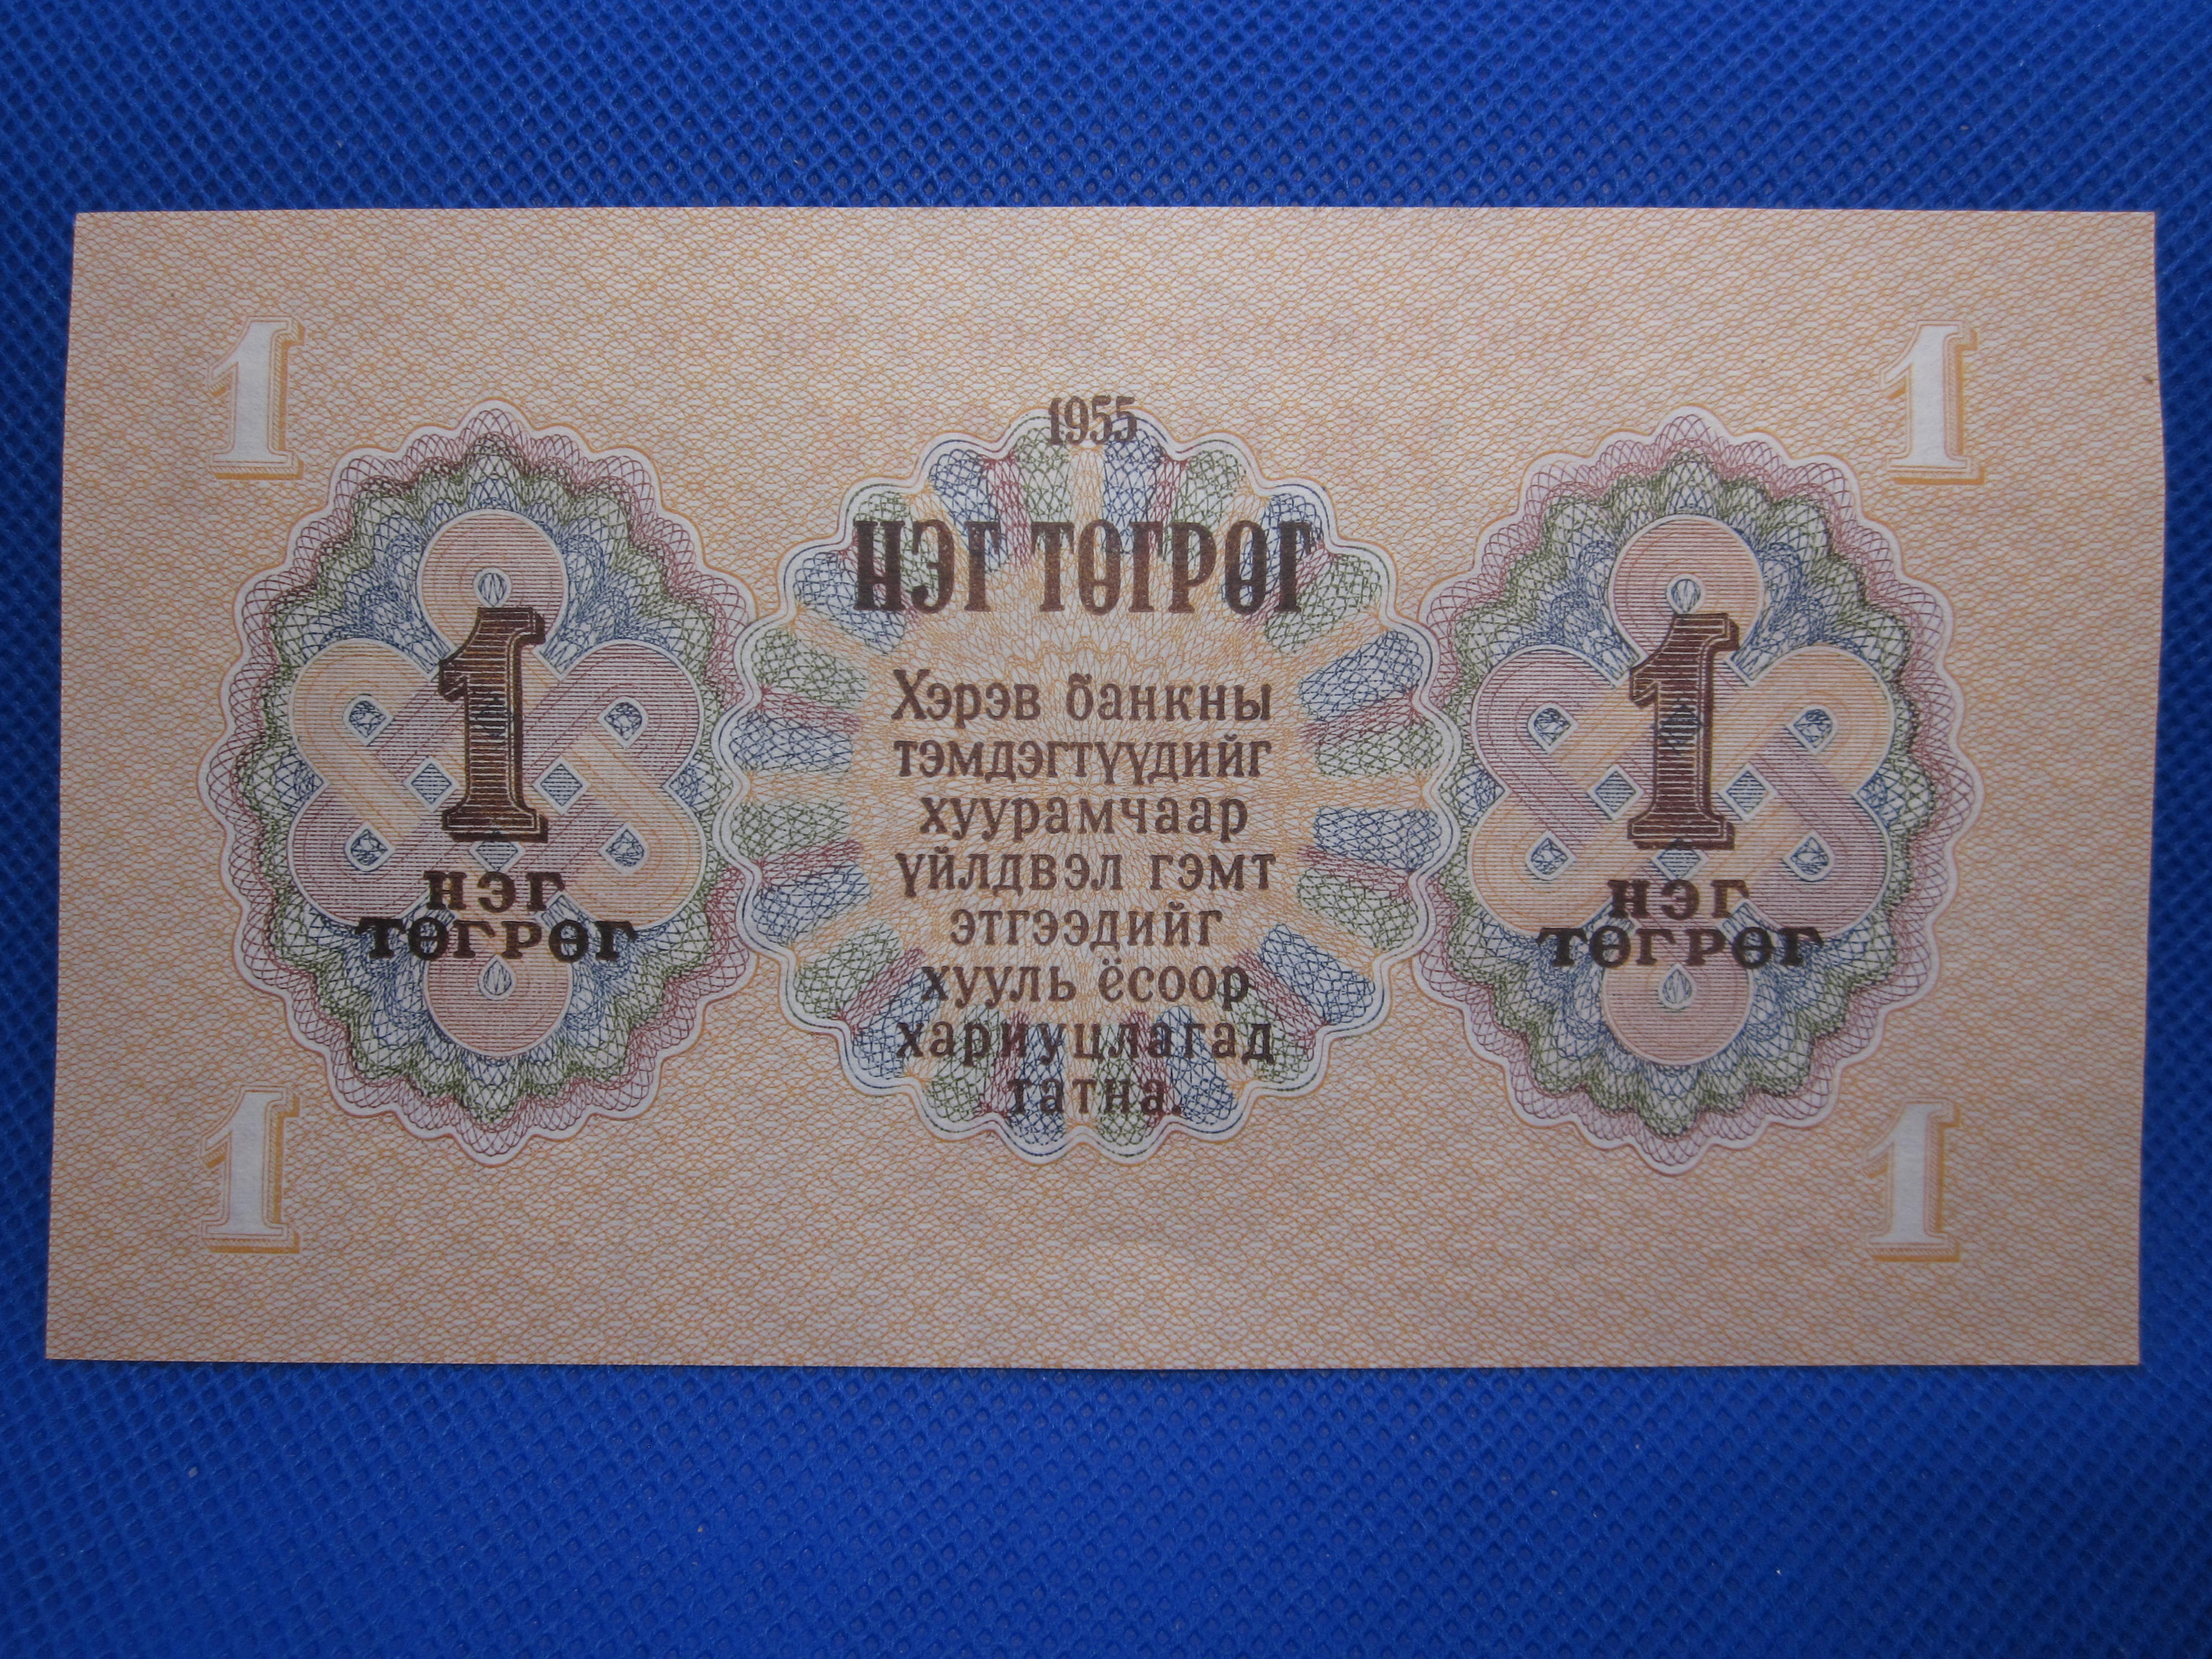 1
1
1955
НЭГ ТӨГРӨГ
1
НЭГ
ТӨГРӨГ
Хэрэв банкны
тэмдэгтүүдийг
хуурамчаар
үйлдвэл гэмт
этгээдийг
хууль ёсоор
хариуцлагад
татна.
1
НЭГ
ТӨГРӨГ
1
1